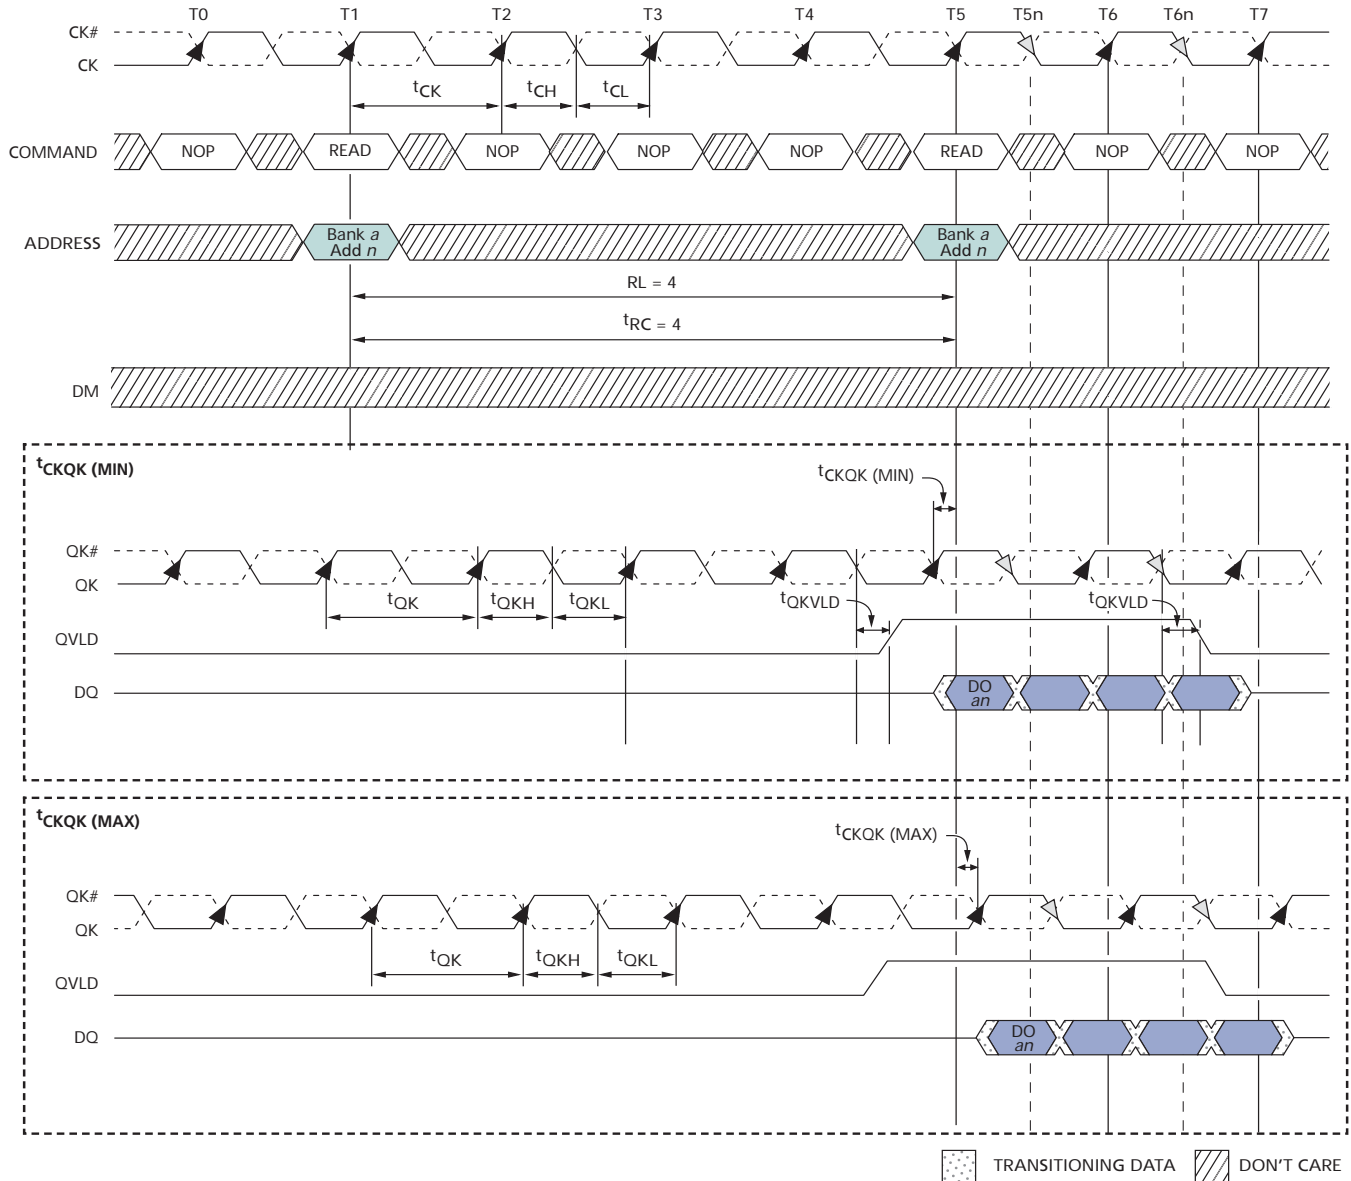 T0 T1 T2 T3 T4 T5 T5n T6 T6n T7
CK#
CK
tCK tCH tCL
COMMAND NOP READ NOP NOP NOP READ NOP NOP
ADDRESS Bank a Bank a
Add n Add n
RL = 4
tRC = 4
DM
tCKQK (MIN)
tCKQK (MIN)
QK#
QK
tQK tQKH tQKL tQKVLD tQKVLD
QVLD
DQ DO
an
tCKQK (MAX)
tCKQK (MAX)
QK#
QK
tQK tQKH tQKL
QVLD
DQ DO
an
TRANSITIONING DATA DON'T CARE